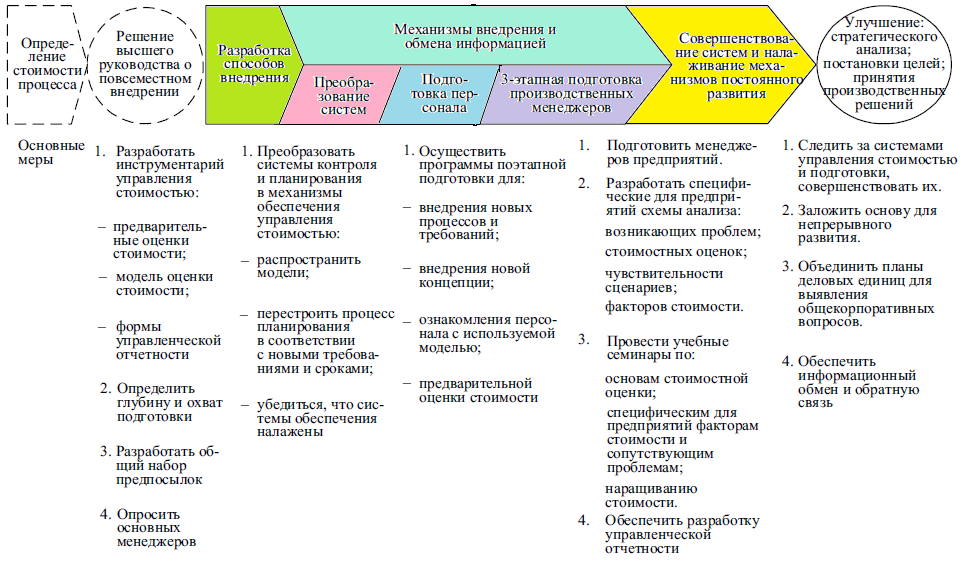 Опреде-
ление
стоимости
процесса
Решение
высшего
руководства о
повсеместном
внедрении
Разработка
способов
внедрения
Механизмы внедрения и
обмена информацией
Преобра-
зование
систем
Подго-
товка пер-
сонала
3-этапная подготовка
производственных
менеджеров
Совершенствова-
ние систем и нала-
живание меха-
низмов постоянного
развития
Улучшение:
стратегического
анализа;
постановки целей;
принятия
производственных
решений
Основные
меры
1. Разработать
инструментарий
управления
стоимостью:
– предваритель-
ные оценки
стоимости;
– модель оценки
стоимости;
– формы
управленческой
отчетности
2. Определить
глубину и охват
подготовки
3. Разработать об-
щий набор
предпосылок
4. Опросить
основных
менеджеров
1. Преобразовать
системы контроля
и планирования
в механизмы
обеспечения
управления
стоимостью:
– распространить
модели;
– перестроить процесс
планирования
в соответствии
с новыми требова-
ниями и сроками;
– убедиться, что сис-
темы обеспечения
налажены
1. Осуществить
программы поэтапной
подготовки для:
– внедрения новых
процессов и
требований;
– внедрения новой
концепции;
– ознакомления персо-
нала с используемой
моделью;
– предварительной
оценки стоимости
1. Подготовить менедже-
ров предприятий.
2. Разработать специфи-
ческие для предпри-
ятий схемы анализа:
возникающих проблем;
стоимостных оценок;
чувствительности
сценариев;
факторов стоимости.
3. Провести учебные
семинары по:
основам стоимостной
оценки;
специфическим для
предприятий факторам
стоимости и
сопутствующим
проблемам;
наращиванию
стоимости.
4. Обеспечить разработку
управленческой
отчетности
1. Следить за системами
управления стоимостью
и подготовки,
совершенствовать их.
2. Заложить основу для
непрерывного
развития.
3. Объединить планы
деловых единиц для
выявления
общекорпоративных
вопросов.
4. Обеспечить
информационный
обмен и обратную
связь